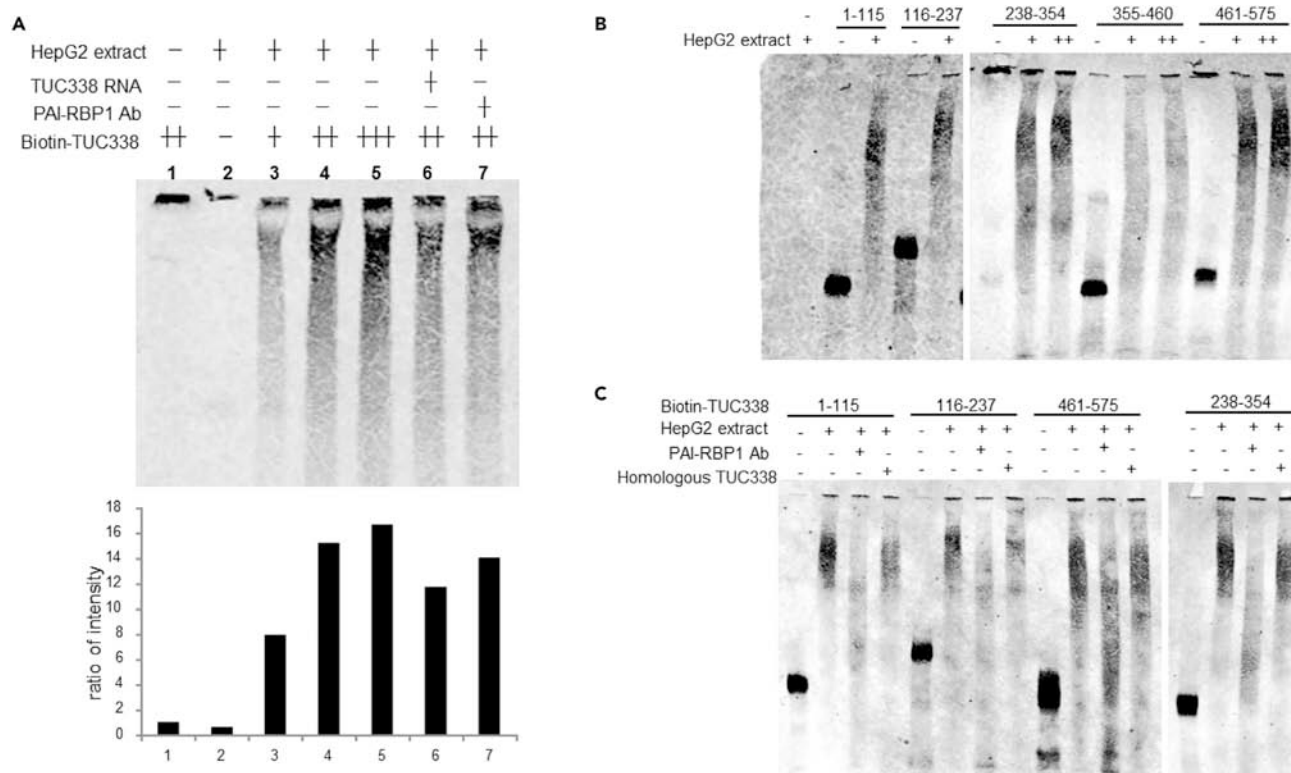 A
HepG2 extract − + + + + + +
TUC338 RNA − − − − − + −
PAI-RBP1 Ab − − − − − − +
Biotin-TUC338 ++ − + ++ +++ ++ ++
1 2 3 4 5 6 7
18
16
14
12
10
8
6
4
2
0
ratio of intensity
1 2 3 4 5 6 7
B
- 1-115 116-237 238-354 355-460 461-575
HepG2 extract + - + - + - + ++ - + ++ - + ++
C
Biotin-TUC338 1-115 116-237 461-575 238-354
HepG2 extract - + + + - + + + - + + + - + + +
PAI-RBP1 Ab - - + - - - + - - - + - - - + -
Homologous TUC338 - - - + - - - + - - - + - - - +